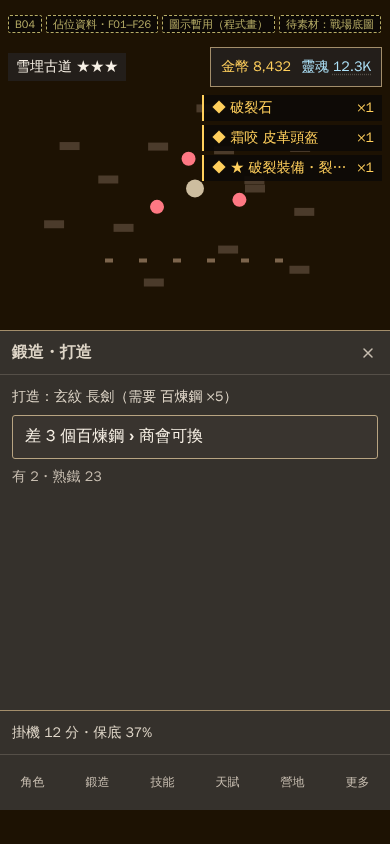 B04 佔位資料・F01–F26 圖示暫用（程式畫） 待素材：戰場底圖
雪埋古道 ★★★
金幣 8,432 靈魂 12.3K
◆ 破裂石 ×1
◆ 霜咬 皮革頭盔 ×1
◆ ★ 破裂裝備・裂⋯ ×1
鍛造・打造 ×
打造：玄紋 長劍（需要 百煉鋼 ×5）
差 3 個百煉鋼 › 商會可換
有 2・熟鐵 23
掛機 12 分・保底 37%
角色 鍛造 技能 天賦 營地 更多